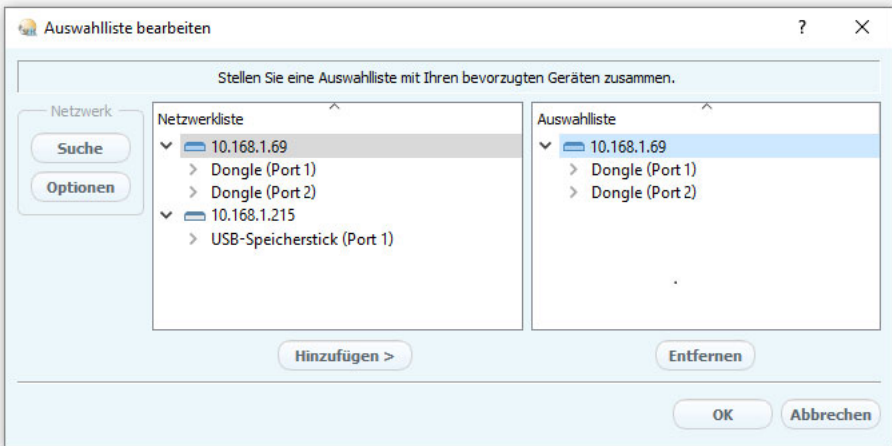 Auswahlliste bearbeiten
?
Stellen Sie eine Auswahlliste mit Ihren bevorzugten Geräten zusammen.
Netzwerk
Suche
Optionen
Netzwerkliste
10.168.1.69
Dongle (Port 1)
Dongle (Port 2)
10.168.1.215
USB-Speicherstick (Port 1)
Hinzufügen >
Auswahlliste
10.168.1.69
Dongle (Port 1)
Dongle (Port 2)
Entfernen
OK
Abbrechen